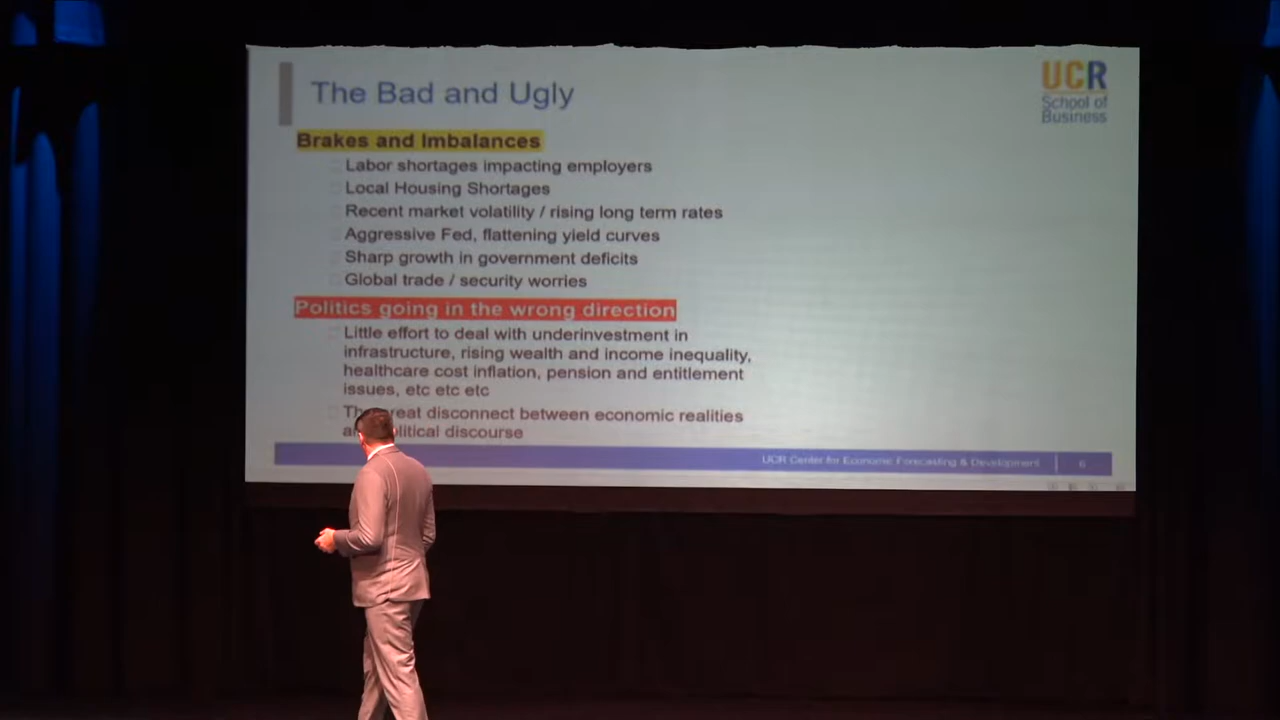 The Bad and Ugly
UCR
School of
Business
Brakes and Imbalances
Labor shortages impacting employers
Local Housing Shortages
Recent market volatility / rising long term rates
Aggressive Fed, flattening yield curves
Sharp growth in government deficits
Global trade / security worries
Politics going in the wrong direction
Little effort to deal with underinvestment in
infrastructure, rising wealth and income inequality,
healthcare cost inflation, pension and entitlement
issues, etc etc etc
disconnect between economic realities
discourse
UCR Center for Economic Forecasting & Development
6